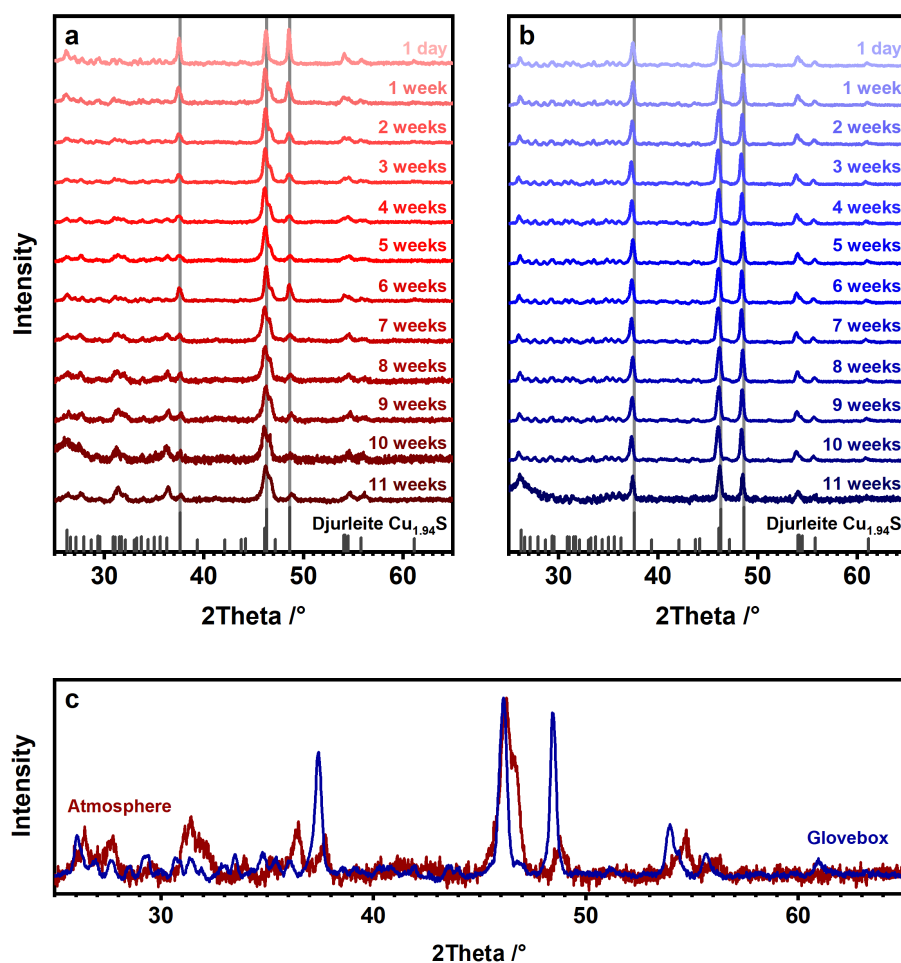 a
1 day
1 week
2 weeks
3 weeks
4 weeks
5 weeks
6 weeks
7 weeks
8 weeks
9 weeks
10 weeks
11 weeks
Djurleite Cu1.94S
30 40 50 60
2Theta /°
Intensity
b
1 day
1 week
2 weeks
3 weeks
4 weeks
5 weeks
6 weeks
7 weeks
8 weeks
9 weeks
10 weeks
11 weeks
Djurleite Cu1.94S
30 40 50 60
2Theta /°
c
Intensity
Atmosphere
Glovebox
30 40 50 60
2Theta /°